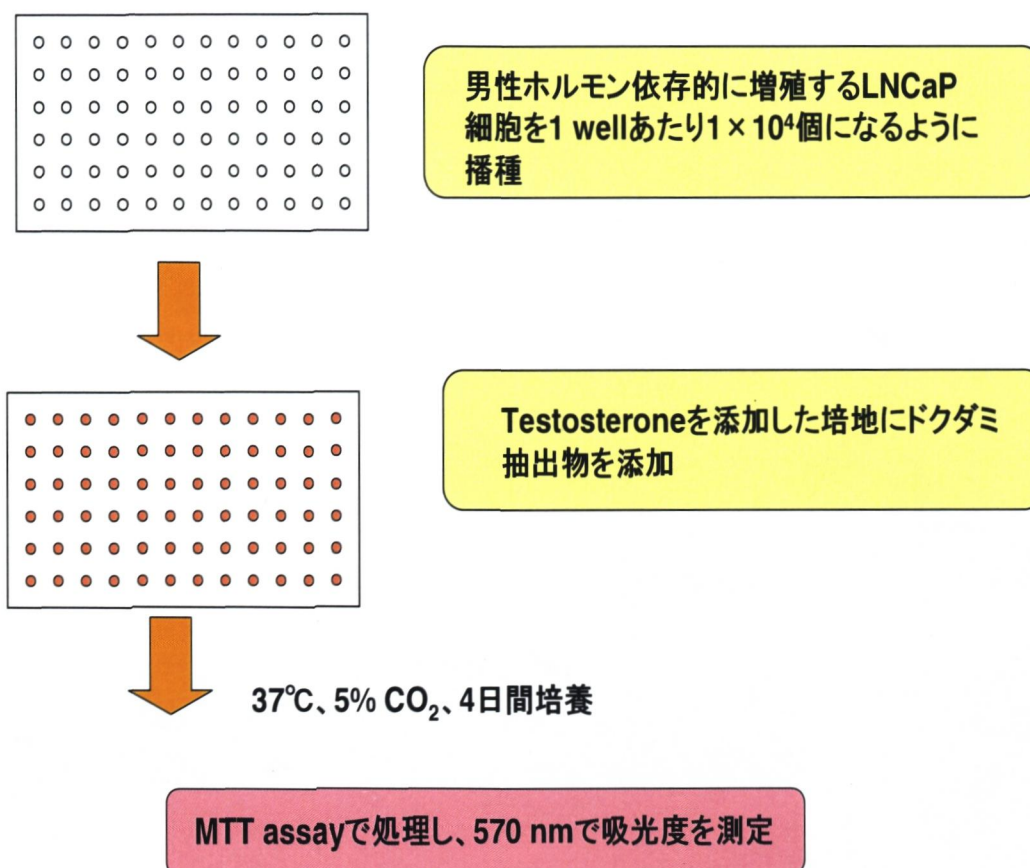 男性ホルモン依存的に増殖するLNCaP
細胞を1 wellあたり1×10⁴個になるように
播種
Testosteroneを添加した培地にドクダミ
抽出物を添加
37℃、5% CO₂、4日間培養
MTT assayで処理し、570 nmで吸光度を測定